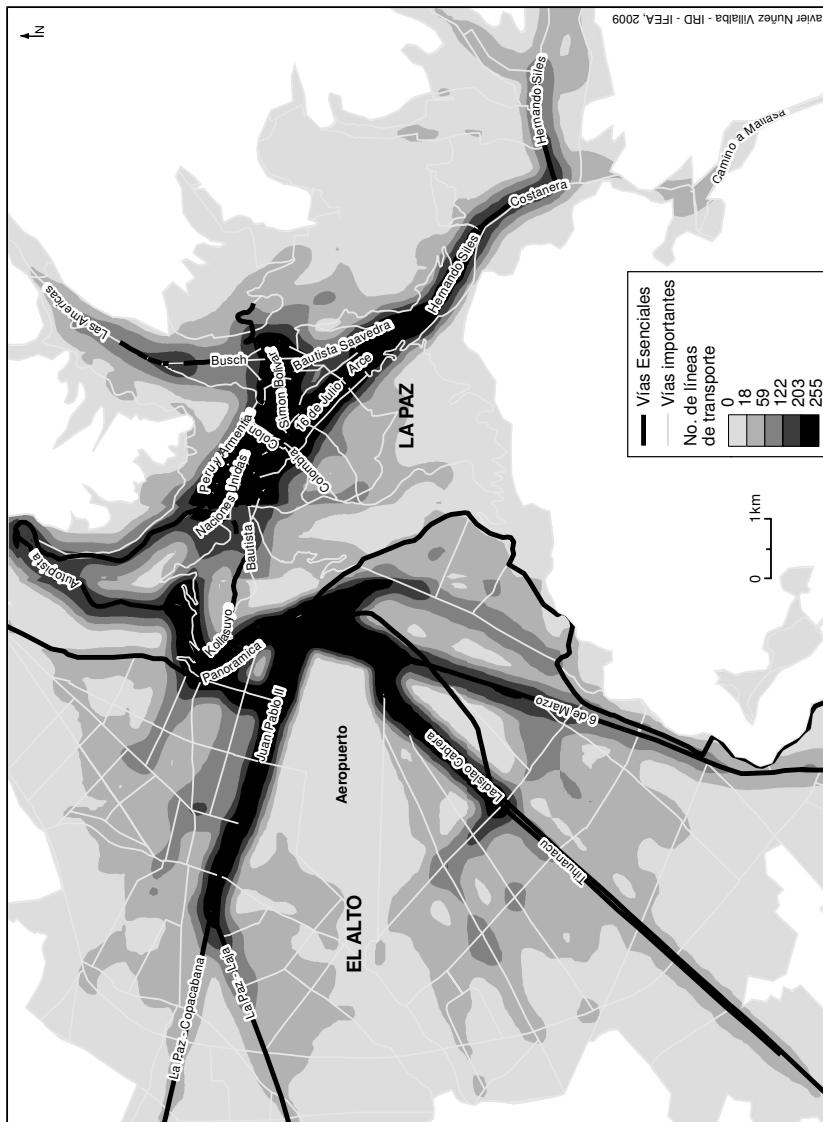 N
Javier Nuñez Villalba - IRD - IFEA, 2009
Hernando Siles
Camino a Mallasa
Costanera
Hernando Siles
Las Americas
Busch
Bautista Saavedra
Simon Bolivar
Arce
16 de Julio
Peru y Armenia
Colon
Colombia
Naciones Unidas
LA PAZ
Bautista
Autopista
Kollasuyo
Panoramica
Juan Pablo II
Aeropuerto
6 de Marzo
Ladislao Cabrera
Tihuanacu
EL ALTO
La Paz - Copacabana
La Paz - Laja
Vías Esenciales
Vías importantes
No. de líneas
de transporte
0
18
59
122
203
255
0
1km